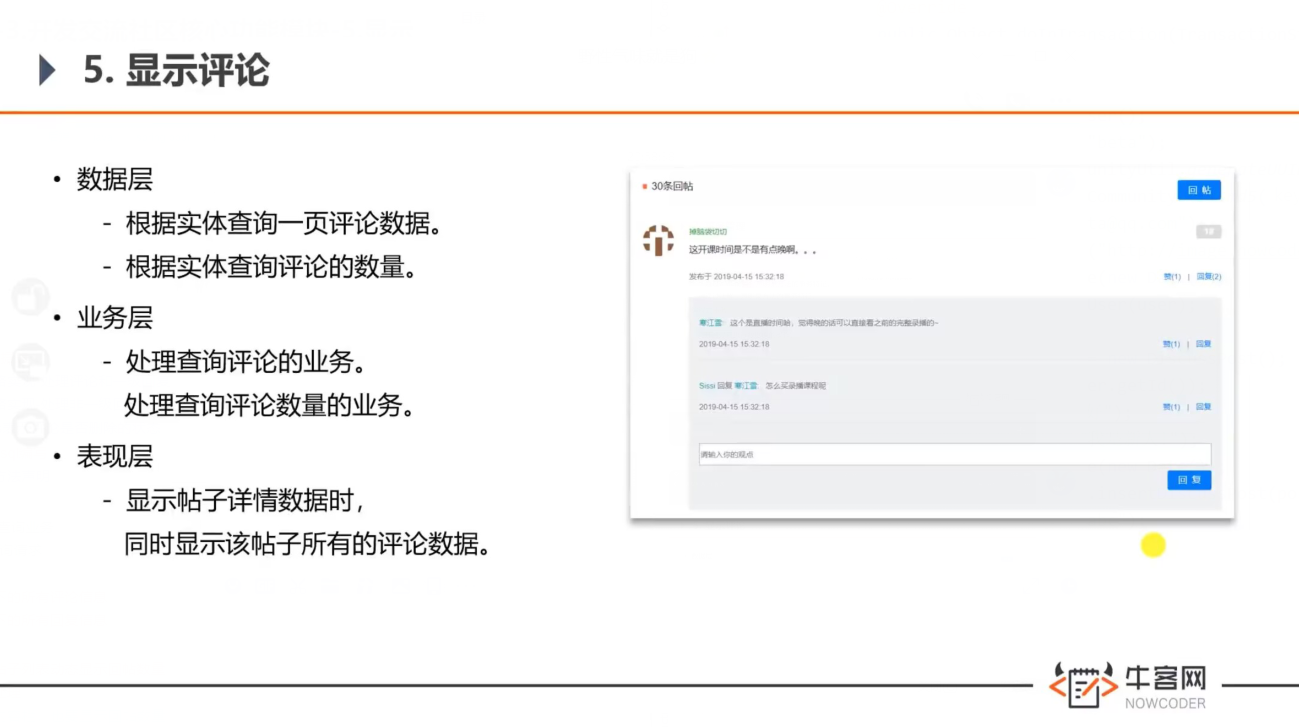 5. 显示评论
• 数据层
- 根据实体查询一页评论数据。
- 根据实体查询评论的数量。
• 业务层
- 处理查询评论的业务。
处理查询评论数量的业务。
• 表现层
- 显示帖子详情数据时,
同时显示该帖子所有的评论数据。
30条回帖
回 帖
这开课时间是不是有点晚啊。。。
发布于 2019-04-15 15:32:18
赞(1) | 回复(2)
寒江雪: 这个是直播时间哈,觉得晚的话可以直接看之前的完整录播的~
2019-04-15 15:32:18
赞(1) | 回复
Sissi 回复 寒江雪: 怎么买录播课程呢
2019-04-15 15:32:18
赞(1) | 回复
请输入你的观点
回 复
牛客网
NOWCODER